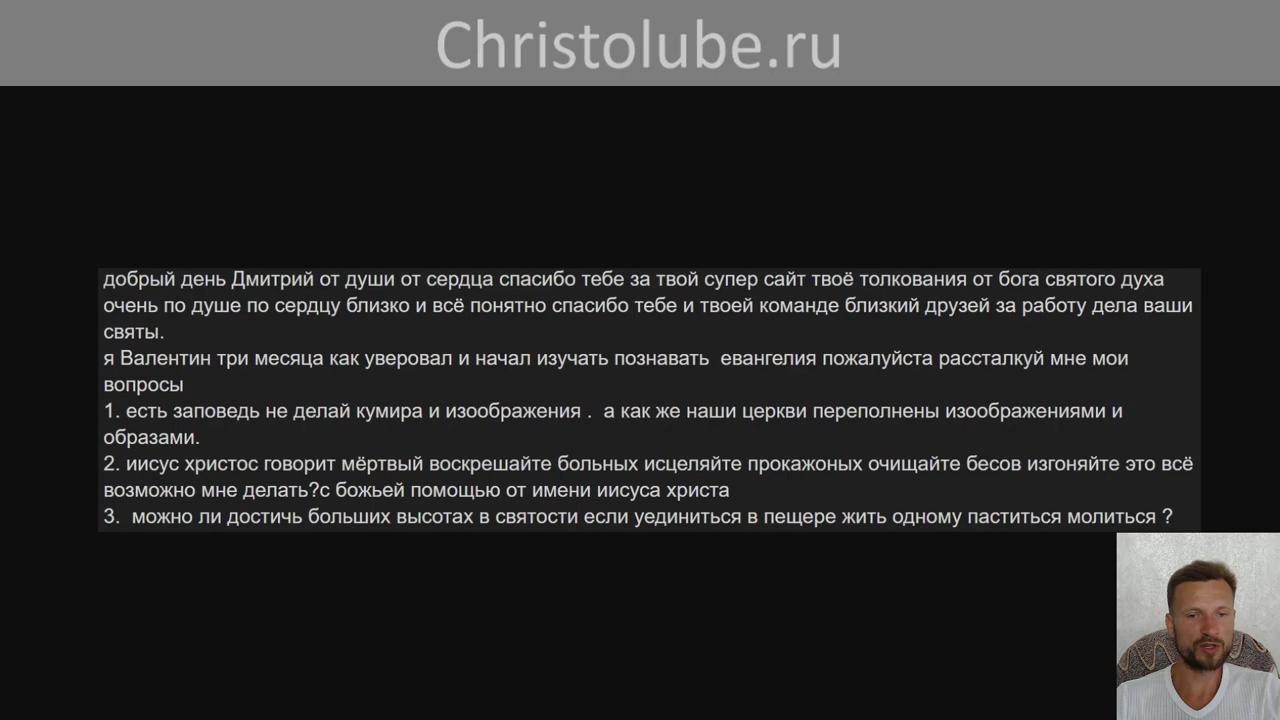 Christolube.ru
добрый день Дмитрий от души от сердца спасибо тебе за твой супер сайт твоё толкования от бога святого духа
очень по душе по сердцу близко и всё понятно спасибо тебе и твоей команде близкий друзей за работу дела ваши
святы.
я Валентин три месяца как уверовал и начал изучать познавать  евангелия пожалуйста рассталкуй мне мои
вопросы
1. есть заповедь не делай кумира и изоображения .  а как же наши церкви переполнены изоображениями и
образами.
2. иисус христос говорит мёртвый воскрешайте больных исцеляйте прокажоных очищайте бесов изгоняйте это всё
возможно мне делать?с божьей помощью от имени иисуса христа
3.  можно ли достичь больших высотах в святости если уединиться в пещере жить одному паститься молиться ?